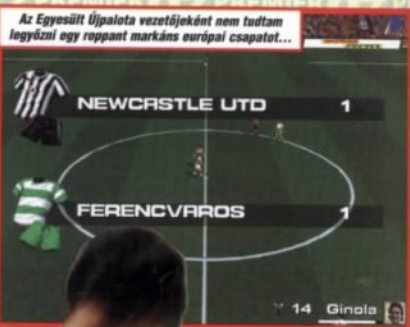 Az Egyesült Újpalota vezetőjeként nem tudtam
legyőzni egy roppant markáns európai csapatot...
NEWCASTLE UTD 1
FERENCVAROS 1
14 Ginola